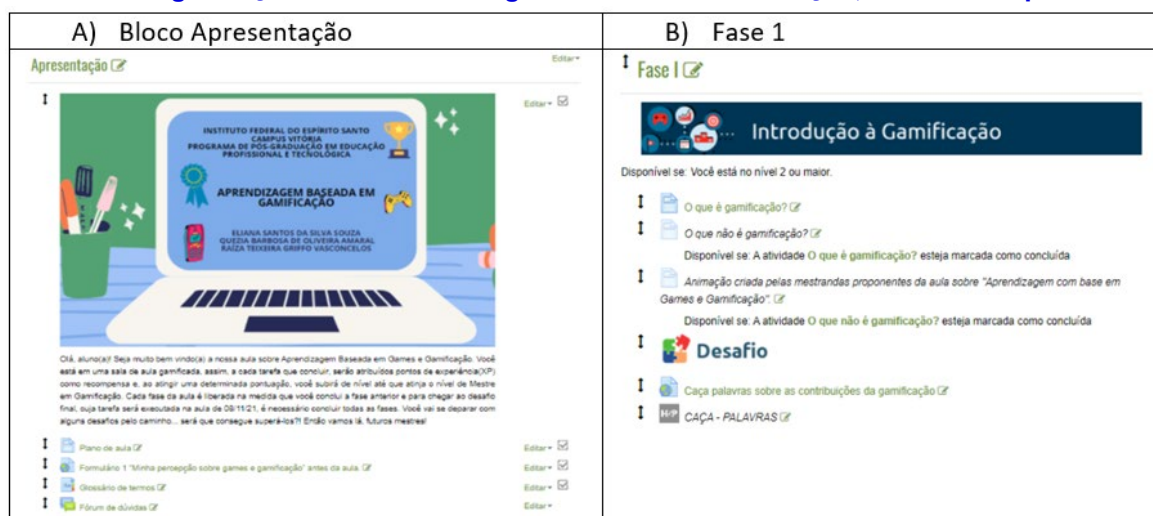 A) Bloco Apresentação
Apresentação
Editar
Editar
INSTITUTO FEDERAL DO ESPÍRITO SANTO
CAMPUS VITÓRIA
PROGRAMA DE PÓS-GRADUAÇÃO EM EDUCAÇÃO
PROFISSIONAL E TECNOLÓGICA
APRENDIZAGEM BASEADA EM
GAMIFICAÇÃO
ELIANA SANTOS DA SILVA SOUZA
QUEZIA BARBOSA DE OLIVEIRA AMARAL
RAÍZA TEIXEIRA GRIFFO VASCONCELOS
Olá, aluno(a)! Seja muito bem vindo(a) a nossa aula sobre Aprendizagem Baseada em Games e Gamificação. Você
está em uma sala de aula gamificada, assim, a cada tarefa que concluir, serão atribuídos pontos de experiência(XP)
como recompensa e, ao atingir uma determinada pontuação, você subirá de nível até que atinja o nível de Mestre
em Gamificação. Cada fase da aula é liberada na medida que você conclui a fase anterior e para chegar ao desafio
final, cuja tarefa será executada na aula de 08/11/21, é necessário concluir todas as fases. Você vai se deparar com
alguns desafios pelo caminho... será que consegue superá-los?! Então vamos lá, futuros mestres!
Plano de aula
Editar
Formulário 1 "Minha percepção sobre games e gamificação" antes da aula.
Editar
Glossário de termos
Editar
Fórum de dúvidas
Editar
B) Fase 1
Fase I
Introdução à Gamificação
Disponível se: Você está no nível 2 ou maior.
O que é gamificação?
O que não é gamificação?
Disponível se: A atividade O que é gamificação? esteja marcada como concluída
Animação criada pelas mestrandas proponentes da aula sobre "Aprendizagem com base em
Games e Gamificação".
Disponível se: A atividade O que não é gamificação? esteja marcada como concluída
Desafio
Caça palavras sobre as contribuições da gamificação
H-P CAÇA - PALAVRAS